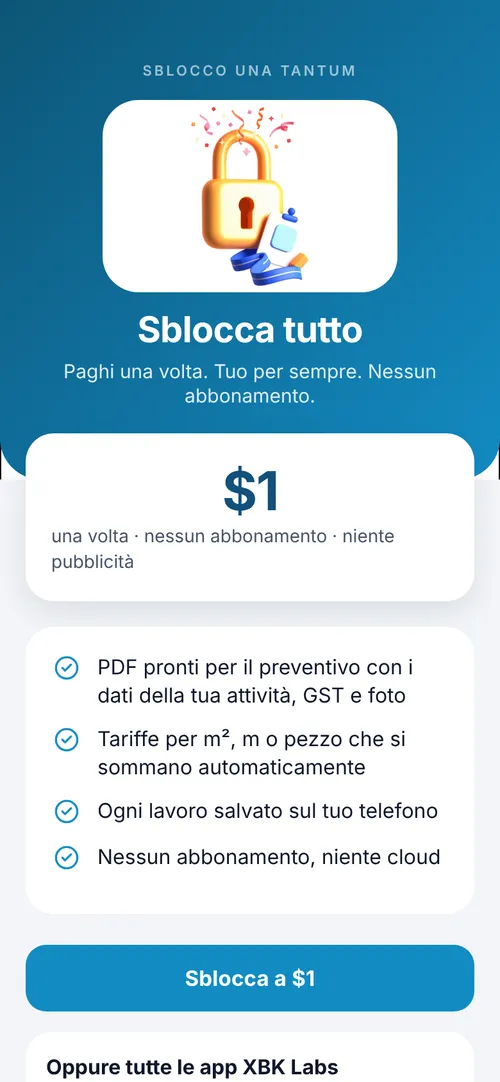 SBLOCCO UNA TANTUM
Sblocca tutto
Paghi una volta. Tuo per sempre. Nessun
abbonamento.
$1
una volta · nessun abbonamento · niente
pubblicità
PDF pronti per il preventivo con i
dati della tua attività, GST e foto
Tariffe per m², m o pezzo che si
sommano automaticamente
Ogni lavoro salvato sul tuo telefono
Nessun abbonamento, niente cloud
Sblocca a $1
Oppure tutte le app XBK Labs